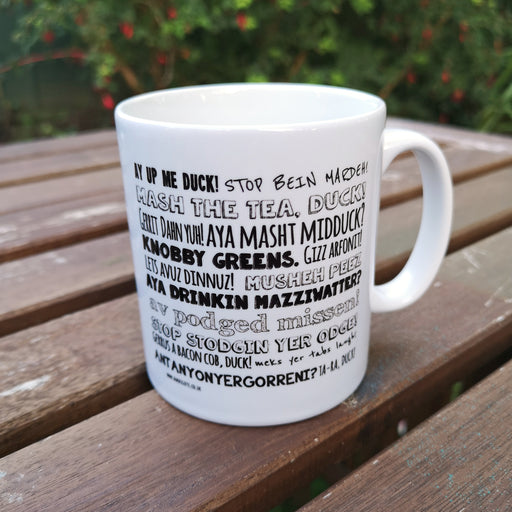 AY UP ME DUCK! STOP BEIN MARDEH!
MASH THE TEA, DUCK!
GERRIT DAHN YUH! AYA MASHT MIDDUCK?
KNOBBY GREENS. GIZZ ARFONIT!
LETS AVUZ DINNUZ! MUSHEH PEEZ
AYA DRINKIN MAZZIWATTER?
av podged missen!
STOP STODGIN YER ODGE!
GERRUS A BACON COB, DUCK! meks yer tabs laugh!
ANTANYONYERGORRENI? TA-RA, DUCK!